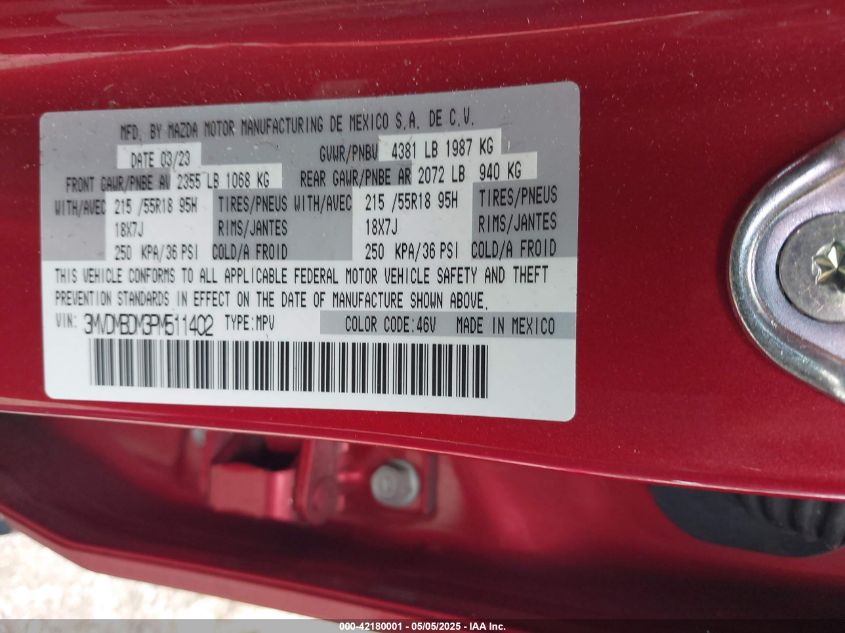 MFD. BY MAZDA MOTOR MANUFACTURING DE MEXICO S.A. DE C.V.
DATE 03/23 GVWR/PNBV 4381 LB 1987 KG
FRONT GAWR/PNBE AV 2355 LB 1068 KG REAR GAWR/PNBE AR 2072 LB 940 KG
WITH/AVEC 215 /55R18 95H TIRES/PNEUS WITH/AVEC 215 /55R18 95H TIRES/PNEUS
18X7J RIMS/JANTES 18X7J RIMS/JANTES
250 KPA/36 PSI COLD/A FROID 250 KPA/36 PSI COLD/A FROID
THIS VEHICLE CONFORMS TO ALL APPLICABLE FEDERAL MOTOR VEHICLE SAFETY AND THEFT
PREVENTION STANDARDS IN EFFECT ON THE DATE OF MANUFACTURE SHOWN ABOVE.
VIN: 3MVDMBDM3PM511402 TYPE:MPV COLOR CODE:46V MADE IN MEXICO
000-42180001 - 05/05/2025 - IAA, Inc.